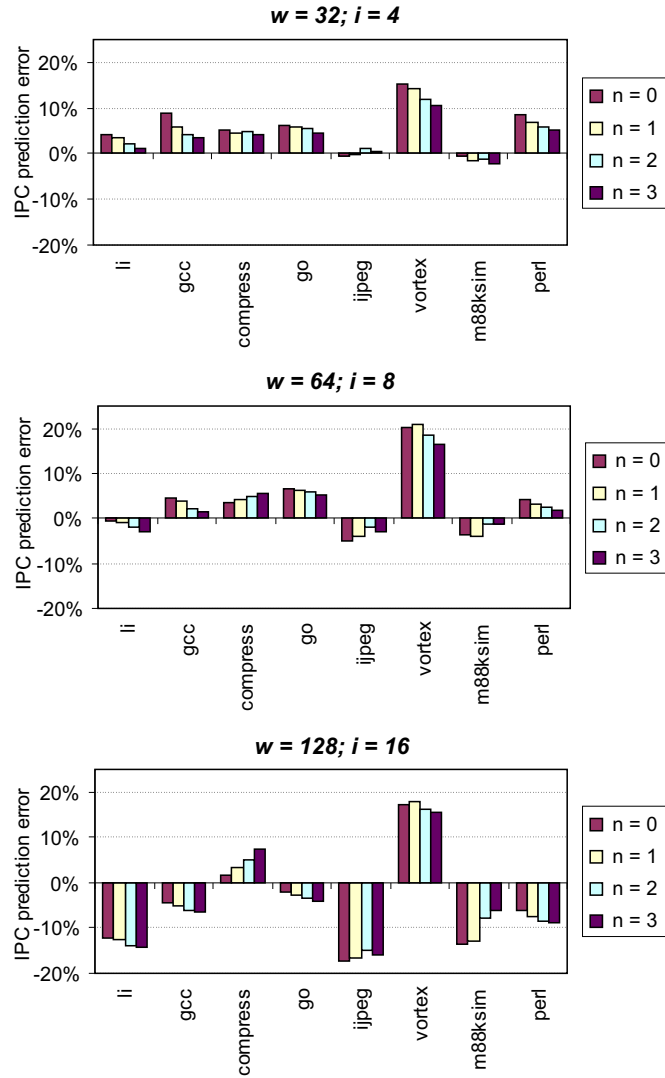 w = 32; i = 4
IPC prediction error
20%
10%
0%
-10%
-20%
li
gcc
compress
go
ijpeg
vortex
m88ksim
perl
n = 0
n = 1
n = 2
n = 3
w = 64; i = 8
IPC prediction error
20%
10%
0%
-10%
-20%
li
gcc
compress
go
ijpeg
vortex
m88ksim
perl
n = 0
n = 1
n = 2
n = 3
w = 128; i = 16
IPC prediction error
20%
10%
0%
-10%
-20%
li
gcc
compress
go
ijpeg
vortex
m88ksim
perl
n = 0
n = 1
n = 2
n = 3